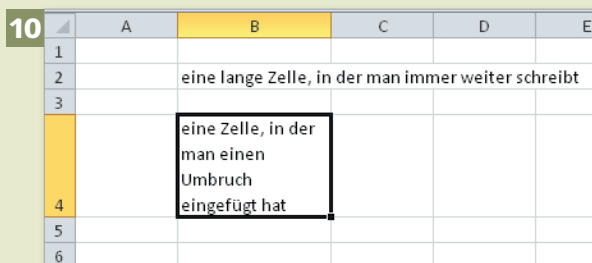 10
A B C D E
1
2 eine lange Zelle, in der man immer weiter schreibt
3
eine Zelle, in der
man einen
Umbruch
4 eingefügt hat
5
6